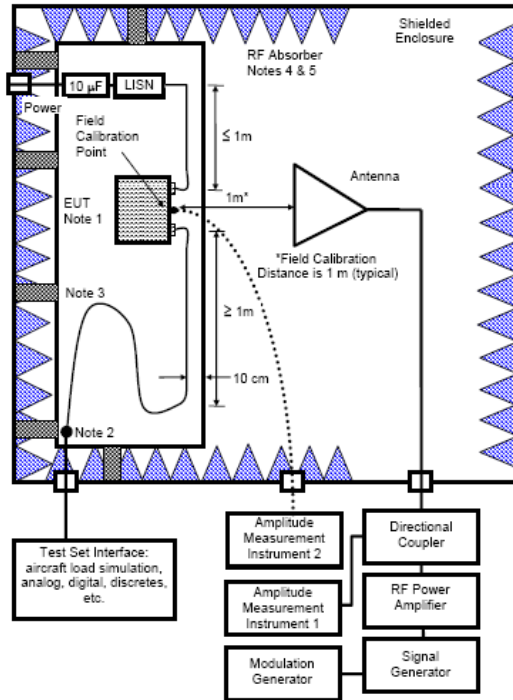 Shielded
Enclosure
RF Absorber
Notes 4 & 5
10 µF
LISN
Power
Field
Calibration
Point
≤ 1m
EUT
Note 1
1m*
Antenna
*Field Calibration
Distance is 1 m (typical)
Note 3
≥ 1m
10 cm
Note 2
Test Set Interface:
aircraft load simulation,
analog, digital, discretes,
etc.
Amplitude
Measurement
Instrument 2
Directional
Coupler
Amplitude
Measurement
Instrument 1
RF Power
Amplifier
Modulation
Generator
Signal
Generator